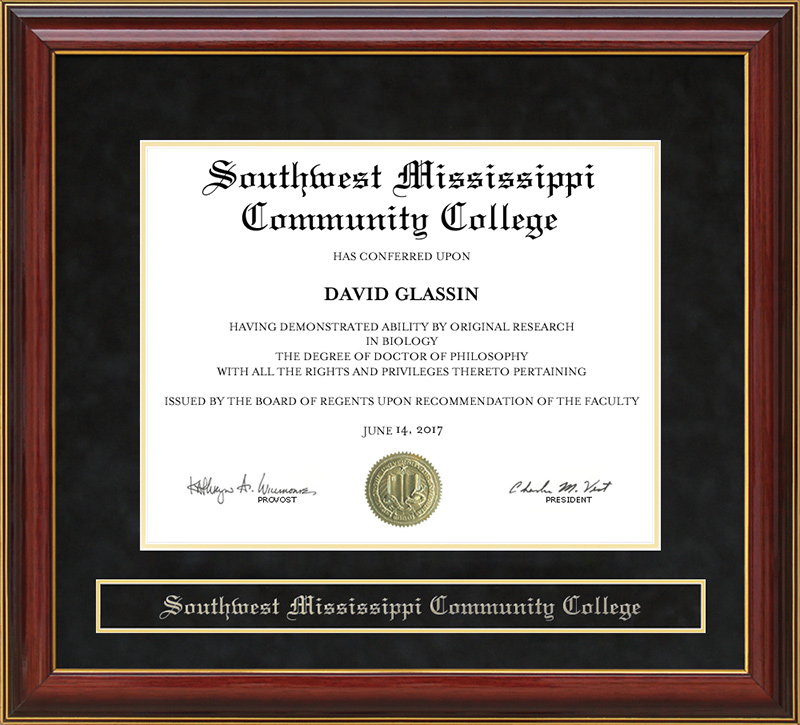 Southwest Mississippi
Community College
HAS CONFERRED UPON
DAVID GLASSIN
HAVING DEMONSTRATED ABILITY BY ORIGINAL RESEARCH
IN BIOLOGY
THE DEGREE OF DOCTOR OF PHILOSOPHY
WITH ALL THE RIGHTS AND PRIVILEGES THERETO PERTAINING
ISSUED BY THE BOARD OF REGENTS UPON RECOMMENDATION OF THE FACULTY
JUNE 14, 2017
PROVOST
Charles M. Vest
PRESIDENT
Southwest Mississippi Community College